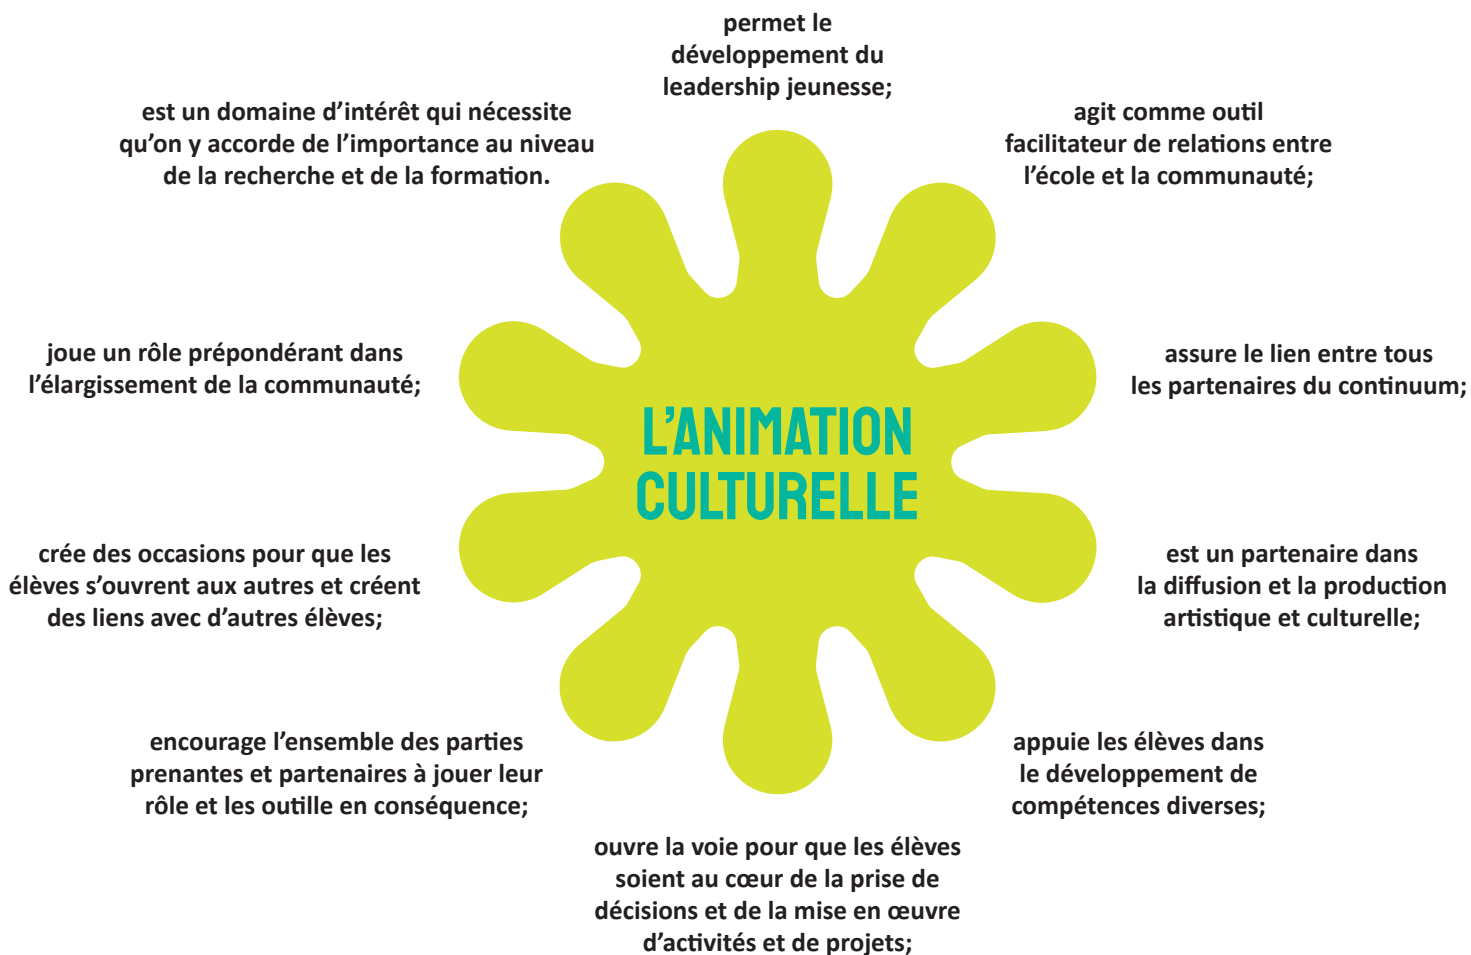 L’ANIMATION
CULTURELLE
permet le
développement du
leadership jeunesse;
agit comme outil
facilitateur de relations entre
l’école et la communauté;
assure le lien entre tous
les partenaires du continuum;
est un partenaire dans
la diffusion et la production
artistique et culturelle;
appuie les élèves dans
le développement de
compétences diverses;
ouvre la voie pour que les élèves
soient au cœur de la prise de
décisions et de la mise en œuvre
d’activités et de projets;
encourage l’ensemble des parties
prenantes et partenaires à jouer leur
rôle et les outille en conséquence;
crée des occasions pour que les
élèves s’ouvrent aux autres et créent
des liens avec d’autres élèves;
joue un rôle prépondérant dans
l’élargissement de la communauté;
est un domaine d’intérêt qui nécessite
qu’on y accorde de l’importance au niveau
de la recherche et de la formation.